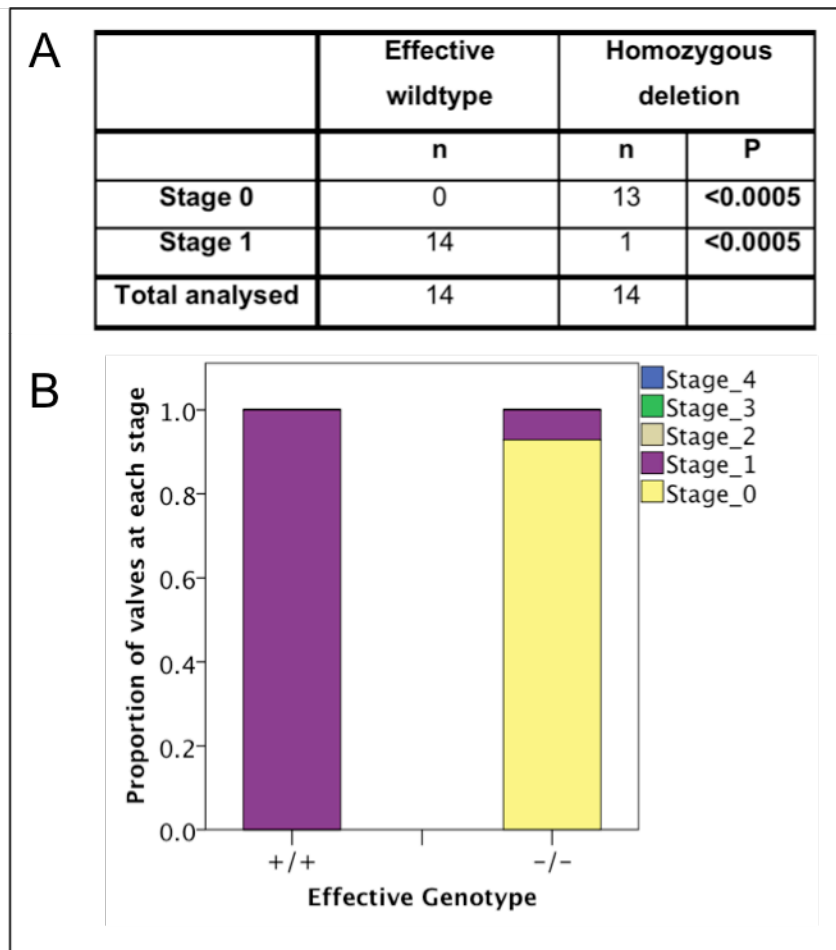 A
Effective wildtype Homozygous deletion
n n P
Stage 0 0 13 <0.0005
Stage 1 14 1 <0.0005
Total analysed 14 14
B
Stage_4
Stage_3
Stage_2
Stage_1
Stage_0
Proportion of valves at each stage
1.0
0.8
0.6
0.4
0.2
0.0
+/+ -/-
Effective Genotype